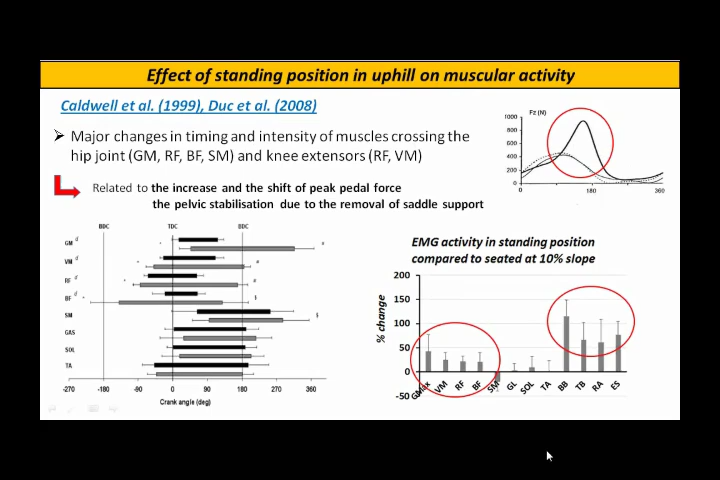 Effect of standing position in uphill on muscular activity
Caldwell et al. (1999), Duc et al. (2008)
Major changes in timing and intensity of muscles crossing the
hip joint (GM, RF, BF, SM) and knee extensors (RF, VM)
Related to the increase and the shift of peak pedal force
the pelvic stabilisation due to the removal of saddle support
Fz (N)
1000
800
600
400
200
0
0 180 360
BDC TDC BDC
GM
VM
RF
BF
SM
GAS
SOL
TA
-270 -180 -90 0 90 180 270 360
Crank angle (deg)
EMG activity in standing position
compared to seated at 10% slope
% change
200
150
100
50
0
-50
GMax VM RF BF SM GL SOL TA BB TB RA ES